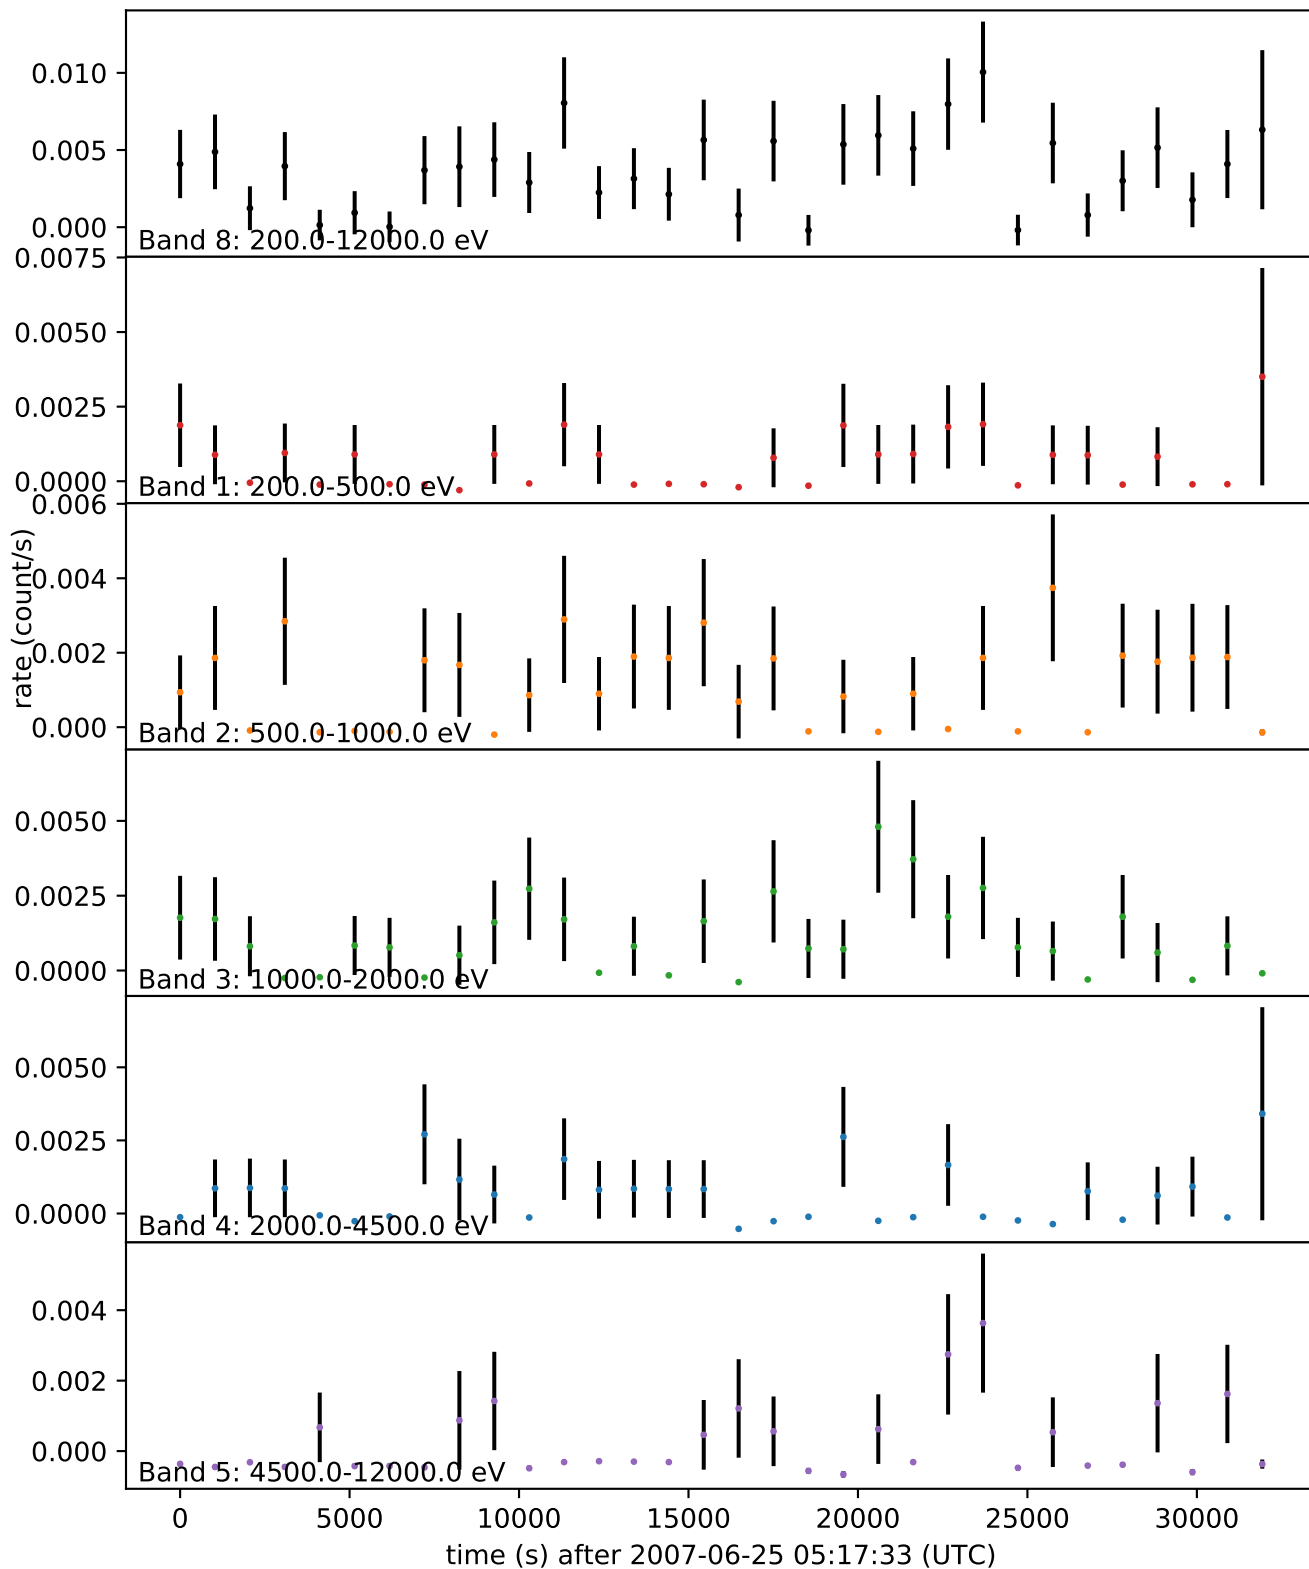 0.010
0.005
0.000
Band 8: 200.0-12000.0 eV
0.0075
0.0050
0.0025
0.0000
Band 1: 200.0-500.0 eV
0.006
0.004
0.002
0.000
Band 2: 500.0-1000.0 eV
rate (count/s)
0.0050
0.0025
0.0000
Band 3: 1000.0-2000.0 eV
0.0050
0.0025
0.0000
Band 4: 2000.0-4500.0 eV
0.004
0.002
0.000
Band 5: 4500.0-12000.0 eV
0 5000 10000 15000 20000 25000 30000
time (s) after 2007-06-25 05:17:33 (UTC)